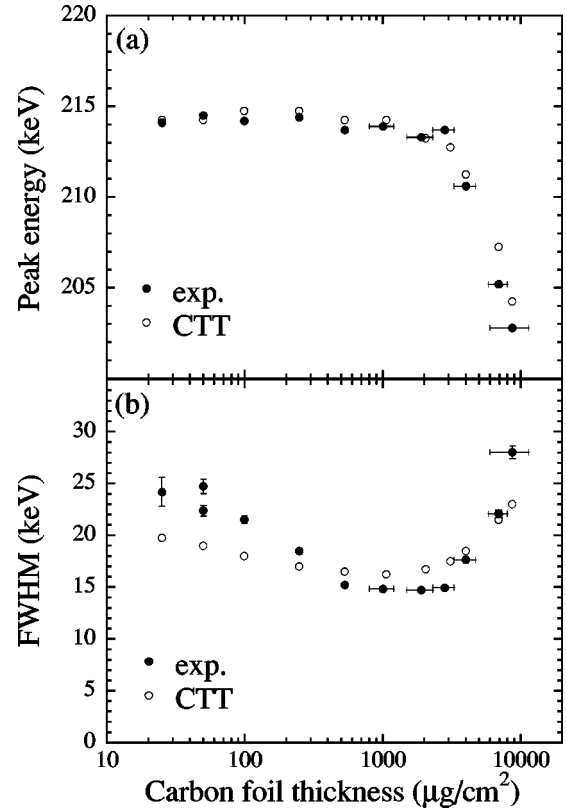 (a)
Peak energy (keV)
220
215
210
205
exp.
CTT
(b)
FWHM (keV)
30
25
20
15
10
5
0
exp.
CTT
10
100
1000
10000
Carbon foil thickness (μg/cm²)